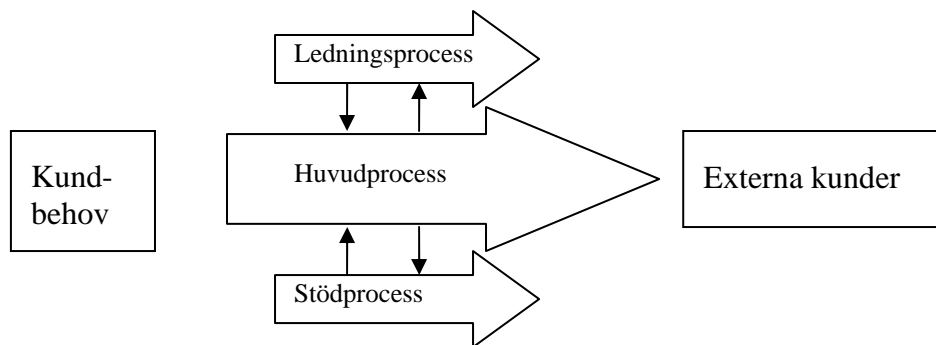 Ledningsprocess
Kund-
behov
Huvudprocess
Externa kunder
Stödprocess